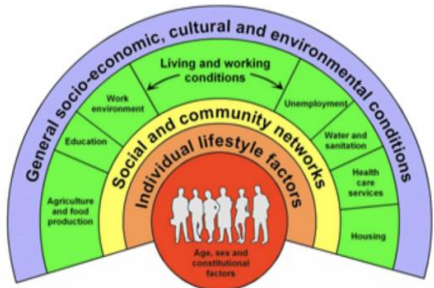 General socio-economic, cultural and environmental conditions
Living and working
conditions
Work
environment
Unemployment
Education
Water and
sanitation
Agriculture
and food
production
Health
care
services
Housing
Social and community networks
Individual lifestyle factors
Age, sex and
constitutional
factors